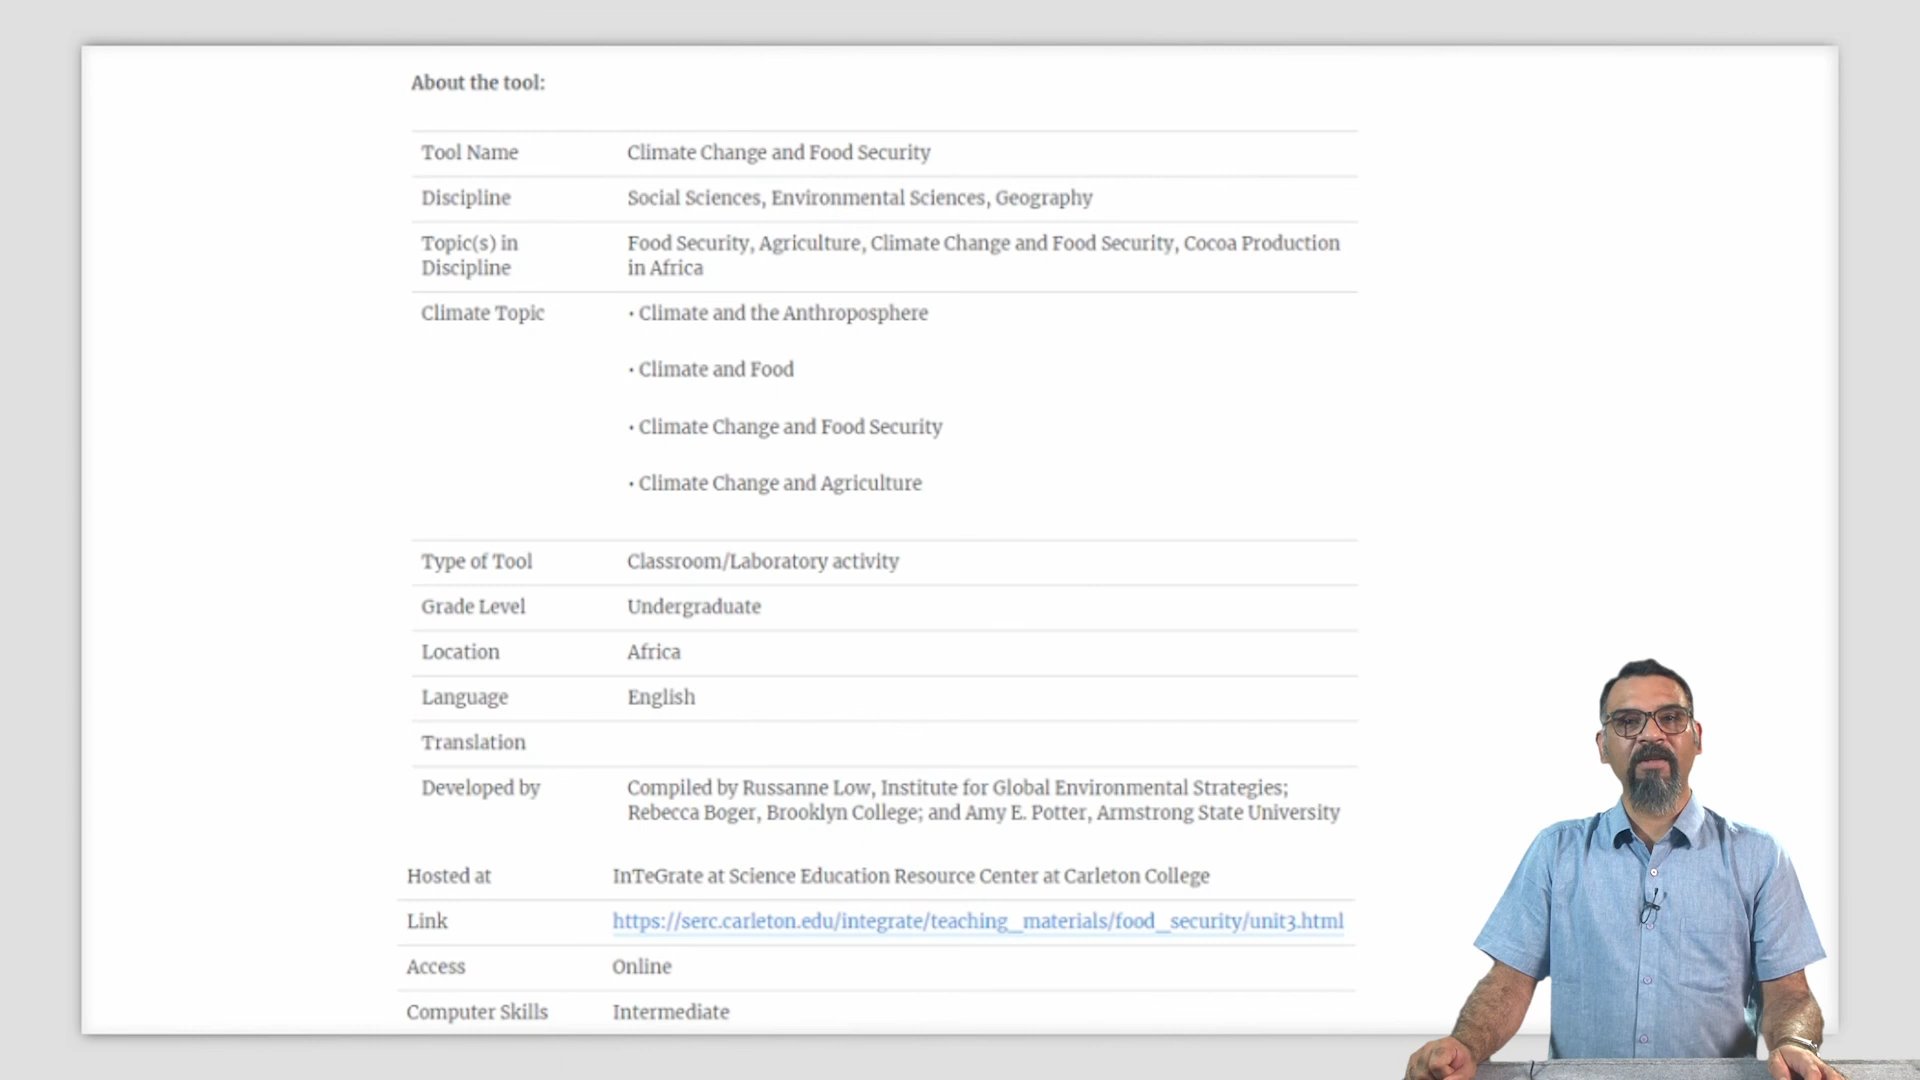 About the tool:
Tool Name Climate Change and Food Security
Discipline Social Sciences, Environmental Sciences, Geography
Topic(s) in Food Security, Agriculture, Climate Change and Food Security, Cocoa Production
Discipline in Africa
Climate Topic • Climate and the Anthroposphere
• Climate and Food
• Climate Change and Food Security
• Climate Change and Agriculture
Type of Tool Classroom/Laboratory activity
Grade Level Undergraduate
Location Africa
Language English
Translation
Developed by Compiled by Russanne Low, Institute for Global Environmental Strategies;
Rebecca Boger, Brooklyn College; and Amy E. Potter, Armstrong State University
Hosted at InTeGrate at Science Education Resource Center at Carleton College
Link https://serc.carleton.edu/integrate/teaching_materials/food_security/unit3.html
Access Online
Computer Skills Intermediate